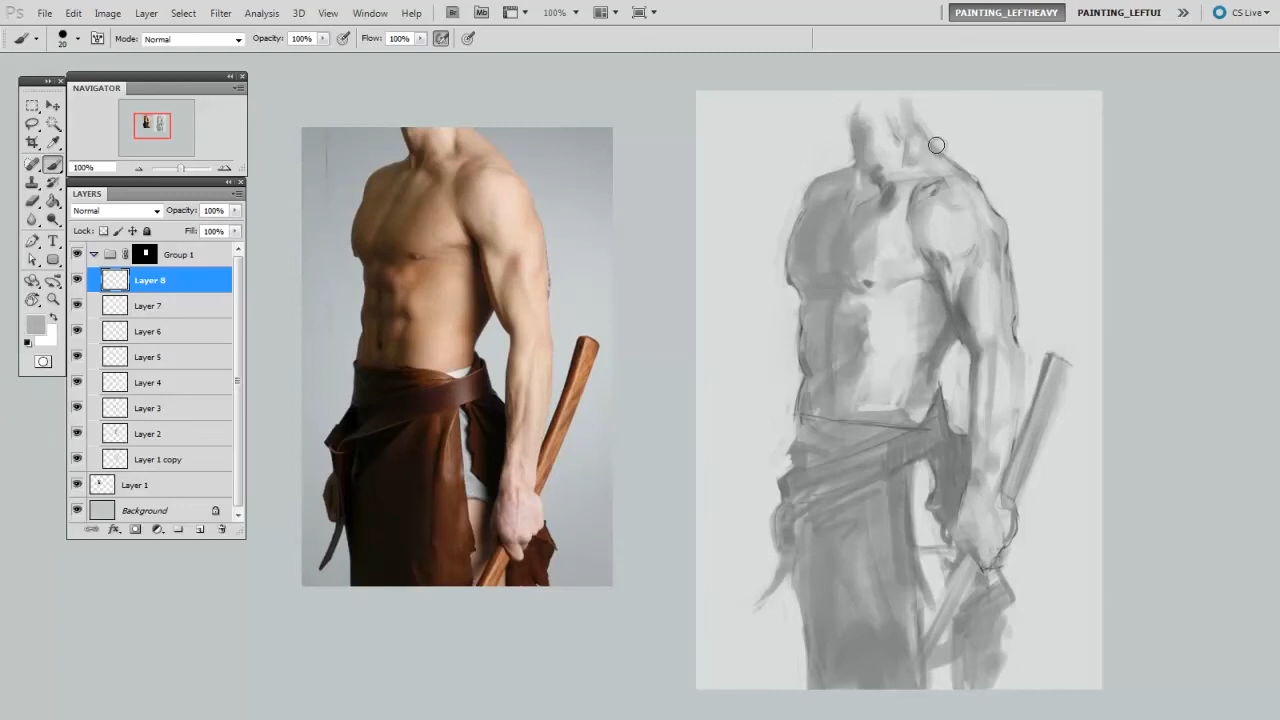 Ps File Edit Image Layer Select Filter Analysis 3D View Window Help Br Mb 100% PAINTING_LEFTHEAVY PAINTING_LEFTUI CS Live
20 Mode: Normal Opacity: 100% Flow: 100%
NAVIGATOR
100%
LAYERS
Normal Opacity: 100%
Lock: Fill: 100%
Group 1
Layer 8
Layer 7
Layer 6
Layer 5
Layer 4
Layer 3
Layer 2
Layer 1 copy
Layer 1
Background